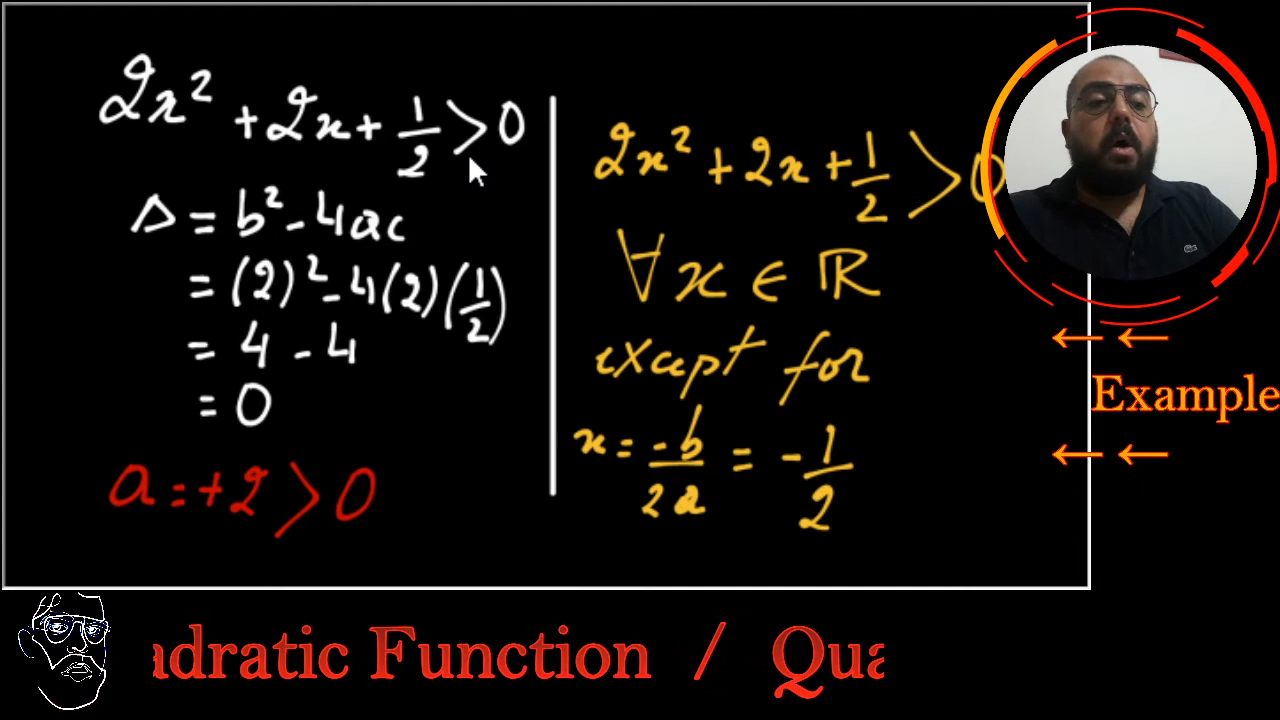 2x² + 2x + 1/2 > 0
Δ = b² - 4ac
= (2)² - 4(2)(1/2)
= 4 - 4
= 0
a = +2 > 0
2x² + 2x + 1/2 > 0
∀ x ∈ ℝ
except for
x = -b/2a = -1/2
Example
adratic Function / Qua